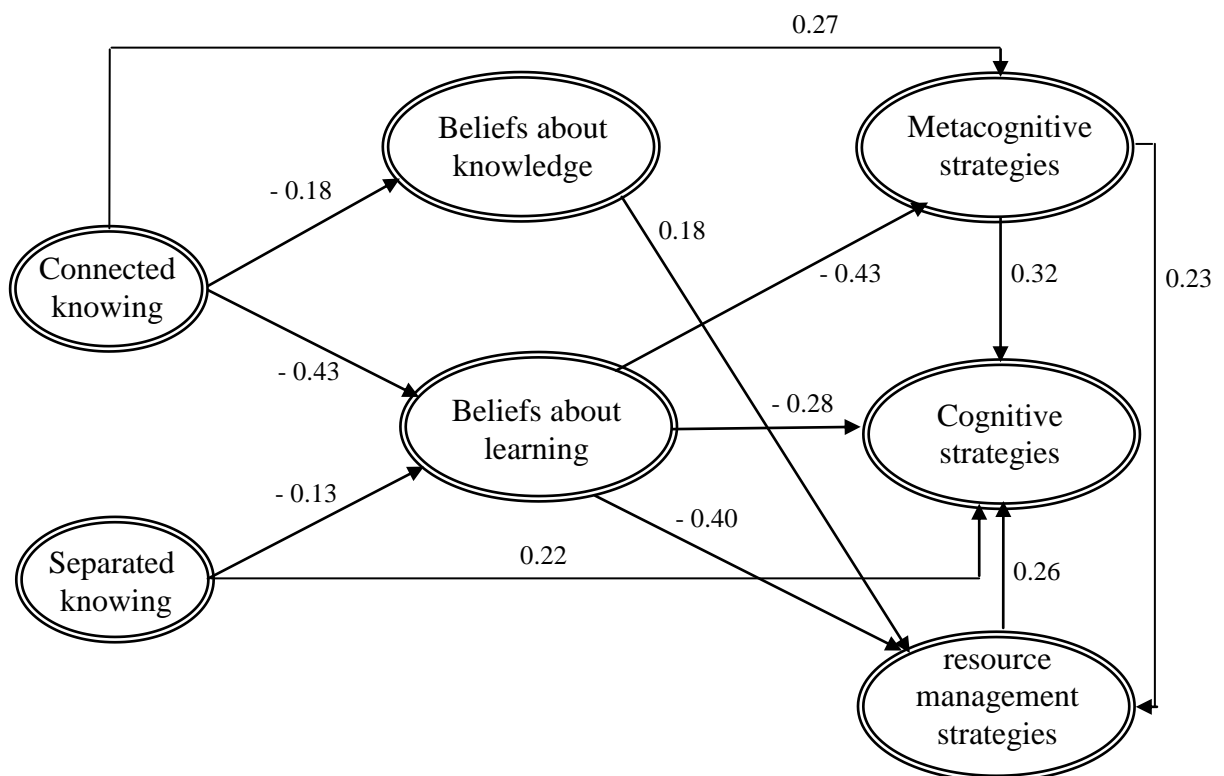 0.27
Beliefs about
knowledge
Metacognitive
strategies
- 0.18
0.18
Connected
knowing
- 0.43
0.32
0.23
- 0.43
Beliefs about
learning
- 0.28
Cognitive
strategies
- 0.13
- 0.40
Separated
knowing
0.22
0.26
resource
management
strategies